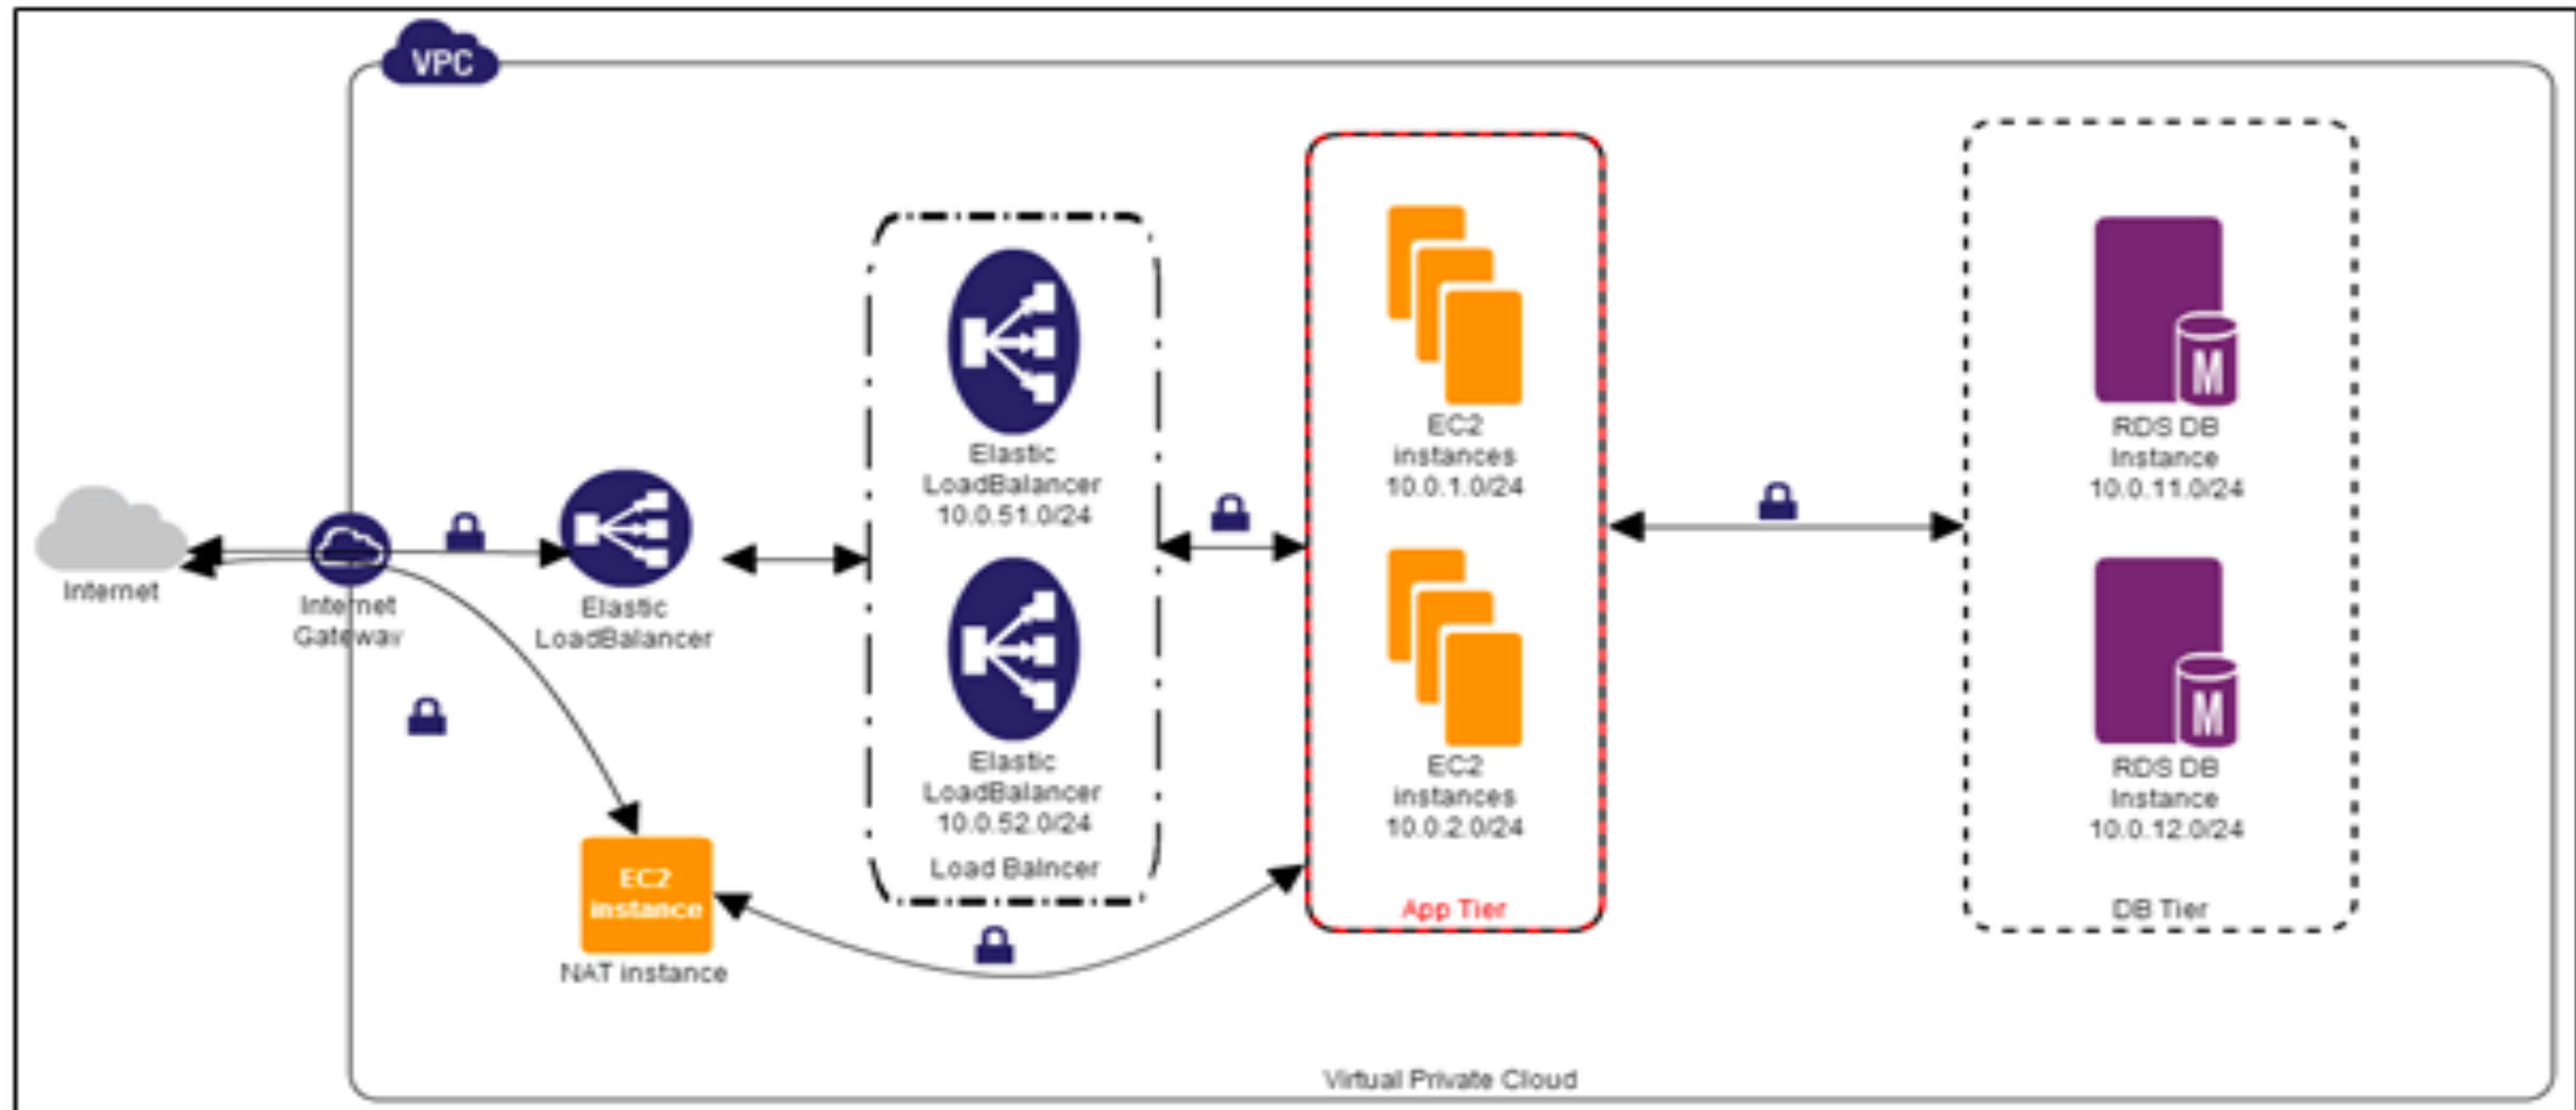 VPC
Internet
Internet
Gateway
Elastic
LoadBalancer
EC2
instance
NAT instance
Elastic
LoadBalancer
10.0.51.0/24
Elastic
LoadBalancer
10.0.52.0/24
Load Balncer
EC2
instances
10.0.1.0/24
EC2
instances
10.0.2.0/24
App Tier
RDS DB
Instance
10.0.11.0/24
M
RDS DB
Instance
10.0.12.0/24
M
DB Tier
Virtual Private Cloud